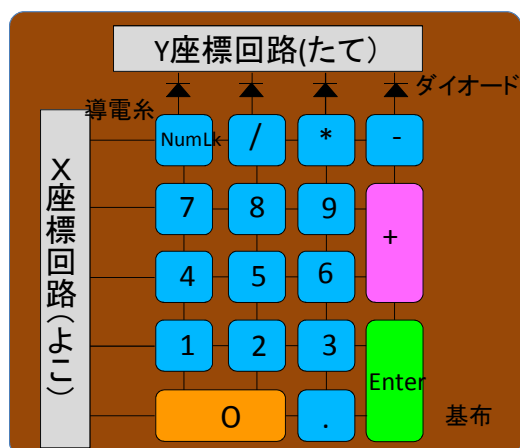 Y座標回路(たて）
ダイオード
導電糸
X座標回路(よこ)
NumLk / * -
7 8 9 +
4 5 6
1 2 3 Enter
0 .
基布